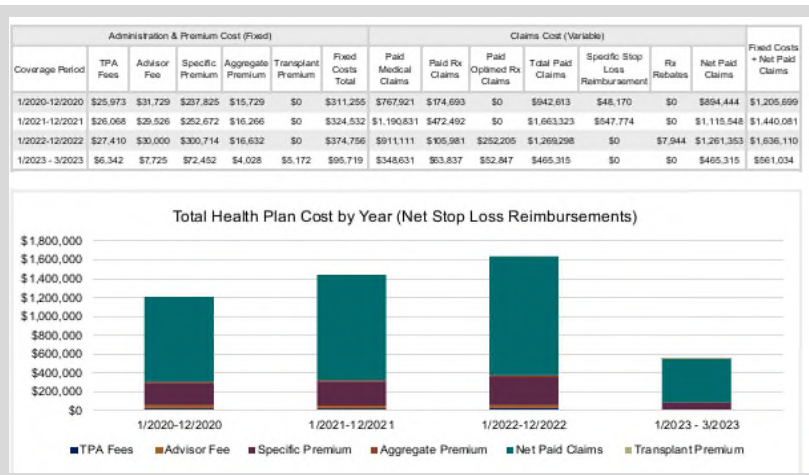 Administration & Premium Cost (Fixed) Claims Cost (Variable) Fixed Costs + Net Paid Claims
Coverage Period TPA Fees Advisor Fee Specific Premium Aggregate Premium Transplant Premium Fixed Costs Total Paid Medical Claims Paid Rx Claims Paid Optimed Rx Claims Total Paid Claims Specific Stop Loss Reimbursement Rx Rebates Net Paid Claims
1/2020-12/2020 $25,973 $31,729 $237,825 $15,729 $0 $311,255 $767,921 $174,693 $0 $942,613 $48,170 $0 $894,444 $1,205,699
1/2021-12/2021 $26,068 $29,526 $252,672 $16,266 $0 $324,532 $1,190,831 $472,492 $0 $1,663,323 $547,774 $0 $1,115,548 $1,440,081
1/2022-12/2022 $27,410 $30,000 $300,714 $16,632 $0 $374,756 $911,111 $105,981 $252,205 $1,269,298 $0 $7,944 $1,261,353 $1,636,110
1/2023 - 3/2023 $6,342 $7,725 $72,452 $4,028 $5,172 $95,719 $348,631 $63,837 $52,847 $465,315 $0 $0 $465,315 $561,034
Total Health Plan Cost by Year (Net Stop Loss Reimbursements)
$1,800,000
$1,600,000
$1,400,000
$1,200,000
$1,000,000
$800,000
$600,000
$400,000
$200,000
$0
1/2020-12/2020 1/2021-12/2021 1/2022-12/2022 1/2023 - 3/2023
TPA Fees Advisor Fee Specific Premium Aggregate Premium Net Paid Claims Transplant Premium